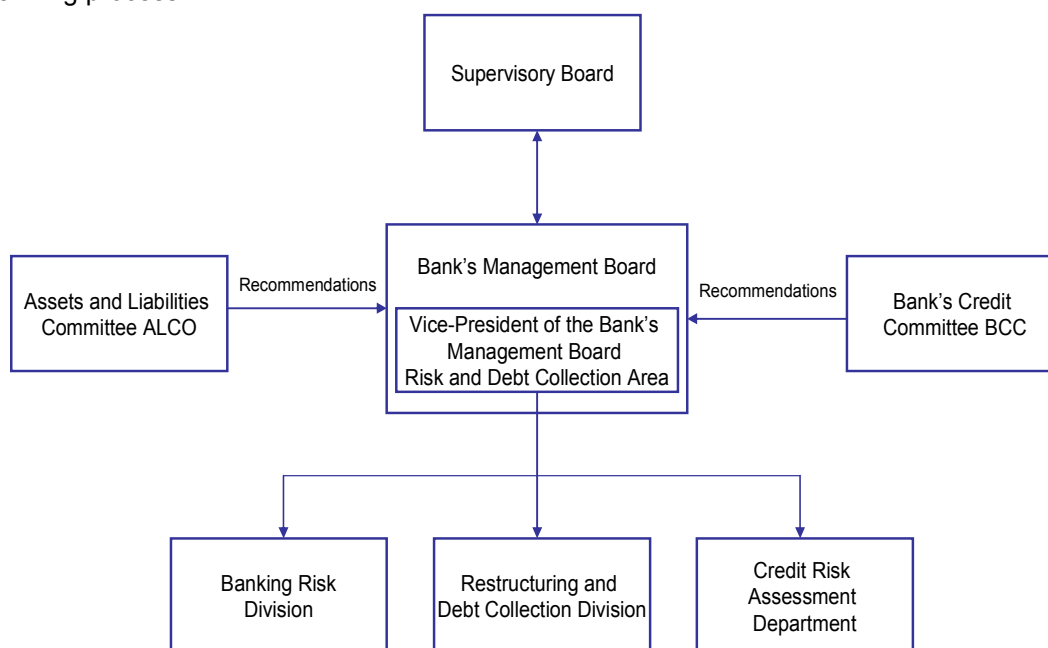 Supervisory Board
Bank's Management Board
Recommendations
Recommendations
Assets and Liabilities
Committee ALCO
Bank's Credit
Committee BCC
Vice-President of the Bank's
Management Board
Risk and Debt Collection Area
Banking Risk
Division
Restructuring and
Debt Collection Division
Credit Risk
Assessment
Department